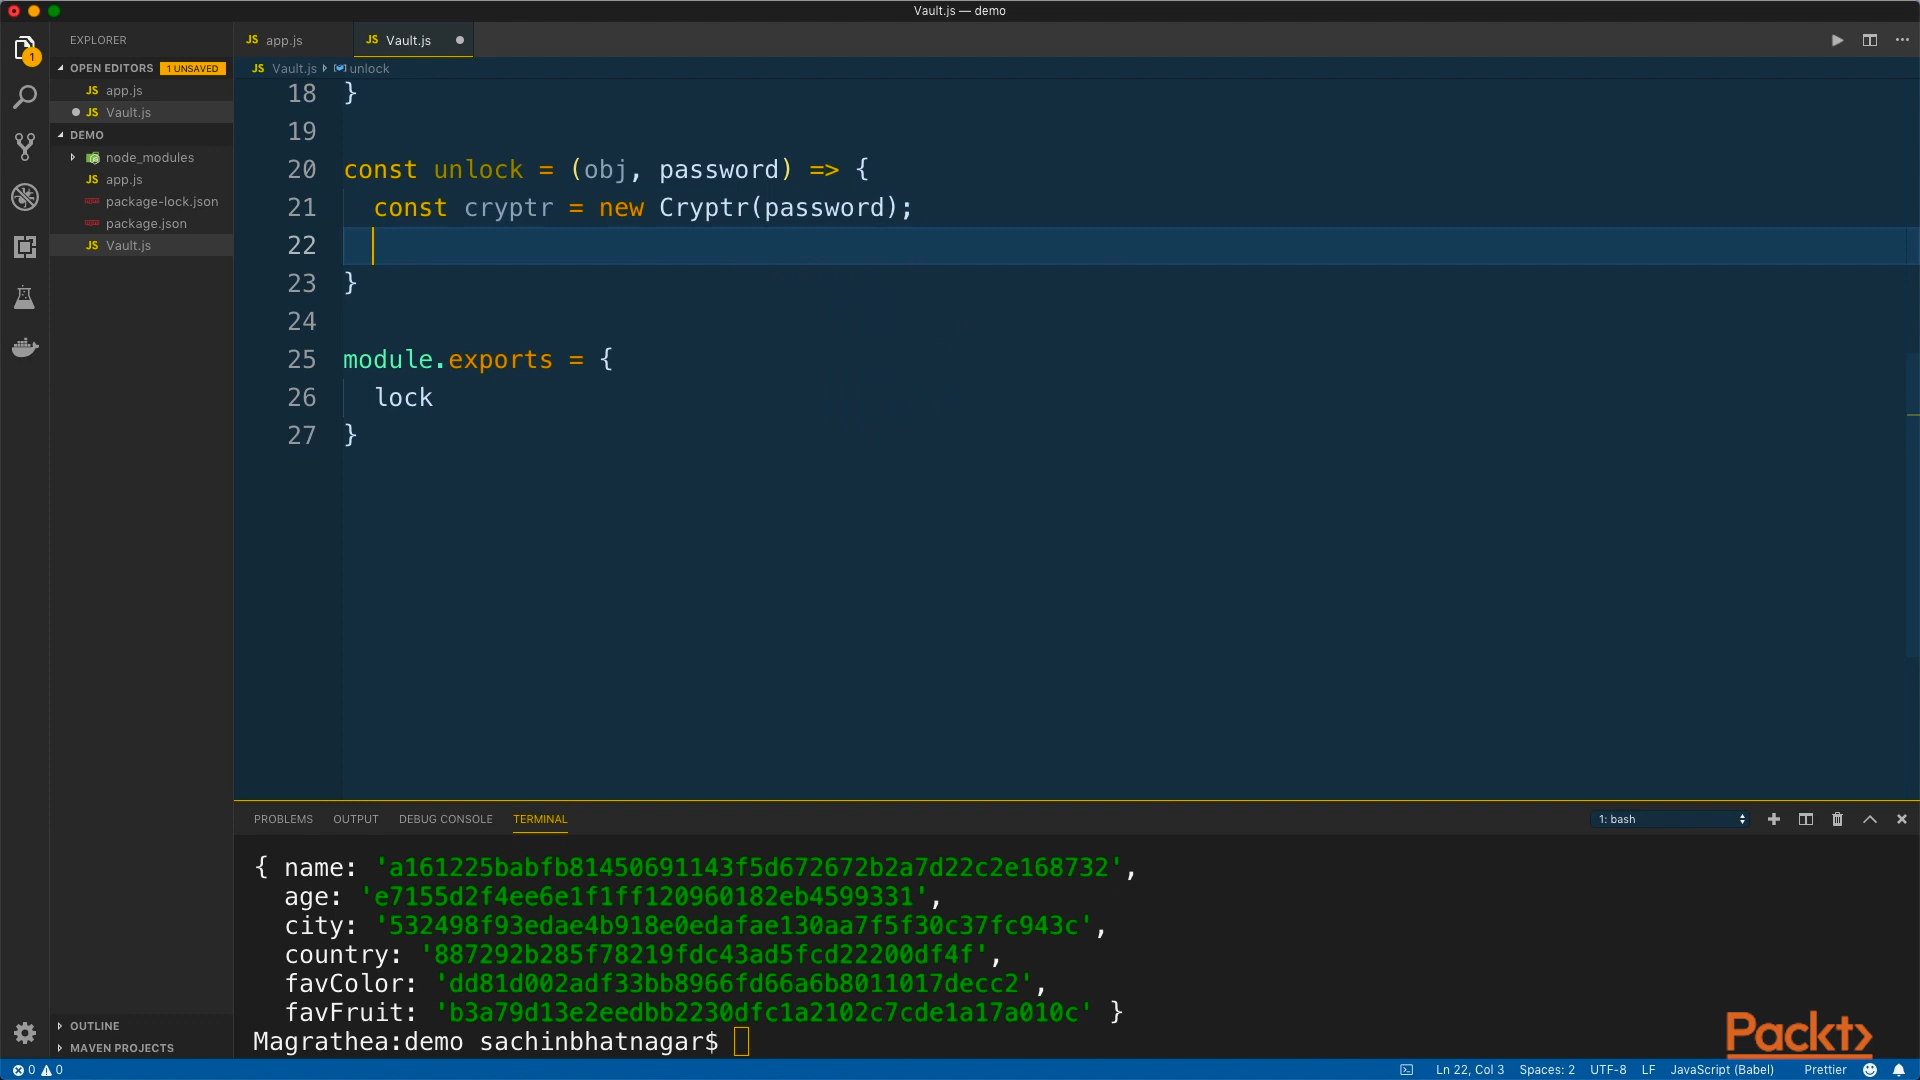 Vault.js — demo
EXPLORER
OPEN EDITORS 1 UNSAVED
JS app.js
JS Vault.js
DEMO
node_modules
JS app.js
package-lock.json
package.json
JS Vault.js
OUTLINE
MAVEN PROJECTS
1
JS app.js
JS Vault.js
JS Vault.js unlock
18 }
19
20 const unlock = (obj, password) => {
21 const cryptr = new Cryptr(password);
22
23 }
24
25 module.exports = {
26 lock
27 }
PROBLEMS OUTPUT DEBUG CONSOLE TERMINAL 1: bash
{ name: 'a161225babfb81450691143f5d672672b2a7d22c2e168732',
age: 'e7155d2f4ee6e1f1ff120960182eb4599331',
city: '532498f93edae4b918e0edafae130aa7f5f30c37fc943c',
country: '887292b285f78219fdc43ad5fcd22200df4f',
favColor: 'dd81d002adf33bb8966fd66a6b8011017decc2',
favFruit: 'b3a79d13e2eedbb2230dfc1a2102c7cde1a17a010c' }
Magrathea:demo sachinbhatnagar$
Packt>
0 0 Ln 22, Col 3 Spaces: 2 UTF-8 LF JavaScript (Babel) Prettier